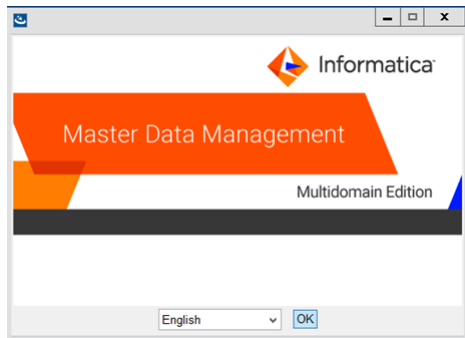 Informatica
Master Data Management
Multidomain Edition
English
OK